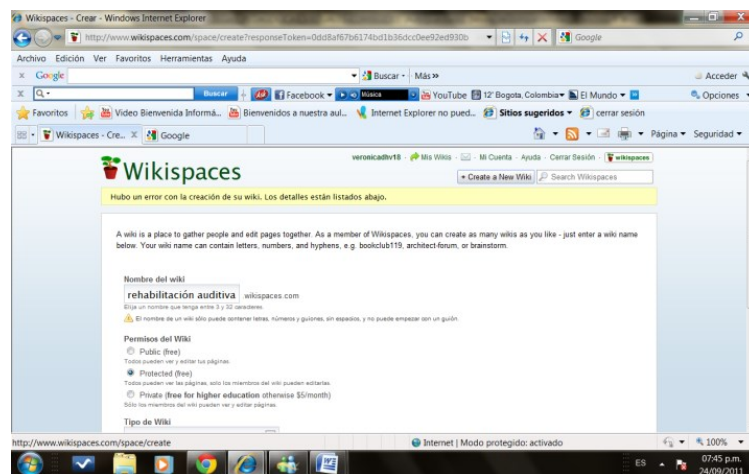 Wikispaces - Crear - Windows Internet Explorer
http://www.wikispaces.com/space/create?responseToken=0dd8af67b6174bd1b36dcc0ee92ed930b
Google
Archivo Edición Ver Favoritos Herramientas Ayuda
x Google Buscar Más » Acceder
x Buscar Facebook Música YouTube 12° Bogota, Colombia El Mundo Opciones
Favoritos Video Bienvenida Informá... Bienvenidos a nuestra aul... Internet Explorer no pued... Sitios sugeridos cerrar sesión
Wikispaces - Cre... X Google Página Seguridad
veronicadhv18 · Mis Wikis · Mi Cuenta · Ayuda · Cerrar Sesión · wikispaces
Wikispaces
+ Create a New Wiki Search Wikispaces
Hubo un error con la creación de su wiki. Los detalles están listados abajo.
A wiki is a place to gather people and edit pages together. As a member of Wikispaces, you can create as many wikis as you like - just enter a wiki name
below. Your wiki name can contain letters, numbers, and hyphens, e.g. bookclub119, architect-forum, or brainstorm.
Nombre del wiki
rehabilitación auditiva .wikispaces.com
Elija un nombre que tenga entre 3 y 32 caracteres.
El nombre de un wiki sólo puede contener letras, números y guiones, sin espacios, y no puede empezar con un guión.
Permisos del Wiki
Public (free)
Todos pueden ver y editar tus páginas.
Protected (free)
Todos pueden ver las páginas, solo los miembros del wiki pueden editarlas.
Private (free for higher education otherwise $5/month)
Sólo los miembros del wiki pueden ver y editar páginas.
Tipo de Wiki
http://www.wikispaces.com/space/create Internet | Modo protegido: activado 100%
ES 07:45 p.m.
24/09/2011